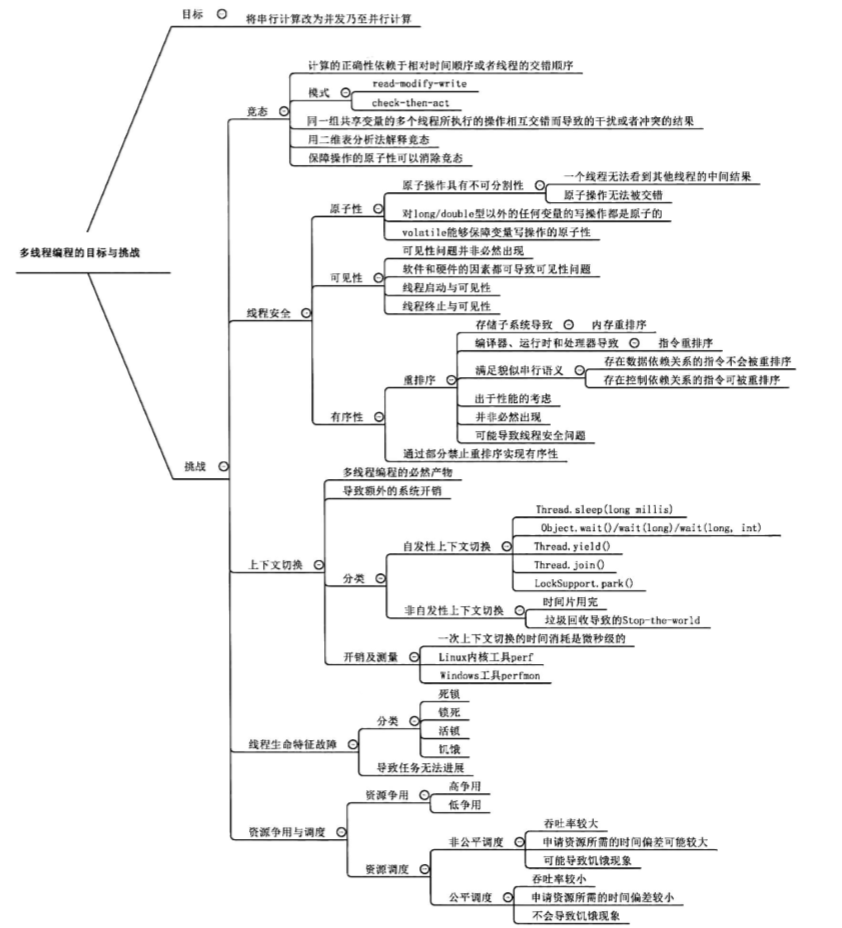 目标
将串行计算改为并发乃至并行计算
计算的正确性依赖于相对时间顺序或者线程的交错顺序
模式
read-modify-write
check-then-act
竞态
同一组共享变量的多个线程所执行的操作相互交错而导致的干扰或者冲突的结果
用二维表分析法解释竞态
保障操作的原子性可以消除竞态
原子操作具有不可分割性
一个线程无法看到其他线程的中间结果
原子操作无法被交错
原子性
对long/double型以外的任何变量的写操作都是原子的
volatile能够保障变量写操作的原子性
多线程编程的目标与挑战
可见性问题并非必然出现
可见性
软件和硬件的因素都可导致可见性问题
线程启动与可见性
线程终止与可见性
线程安全
存储子系统导致
内存重排序
编译器、运行时和处理器导致
指令重排序
满足貌似串行语义
存在数据依赖关系的指令不会被重排序
存在控制依赖关系的指令可被重排序
重排序
出于性能的考虑
并非必然出现
可能导致线程安全问题
有序性
通过部分禁止重排序实现有序性
挑战
多线程编程的必然产物
导致额外的系统开销
上下文切换
Thread.sleep(long millis)
Object.wait()/wait(long)/wait(long, int)
自发性上下文切换
Thread.yield()
Thread.join()
LockSupport.park()
分类
非自发性上下文切换
时间片用完
垃圾回收导致的Stop-the-world
一次上下文切换的时间消耗是微秒级的
开销及测量
Linux内核工具perf
Windows工具perfmon
死锁
分类
锁死
活锁
饥饿
线程生命特征故障
导致任务无法进展
资源争用
高争用
低争用
资源争用与调度
吞吐率较大
非公平调度
申请资源所需的时间偏差可能较大
可能导致饥饿现象
资源调度
吞吐率较小
公平调度
申请资源所需的时间偏差较小
不会导致饥饿现象